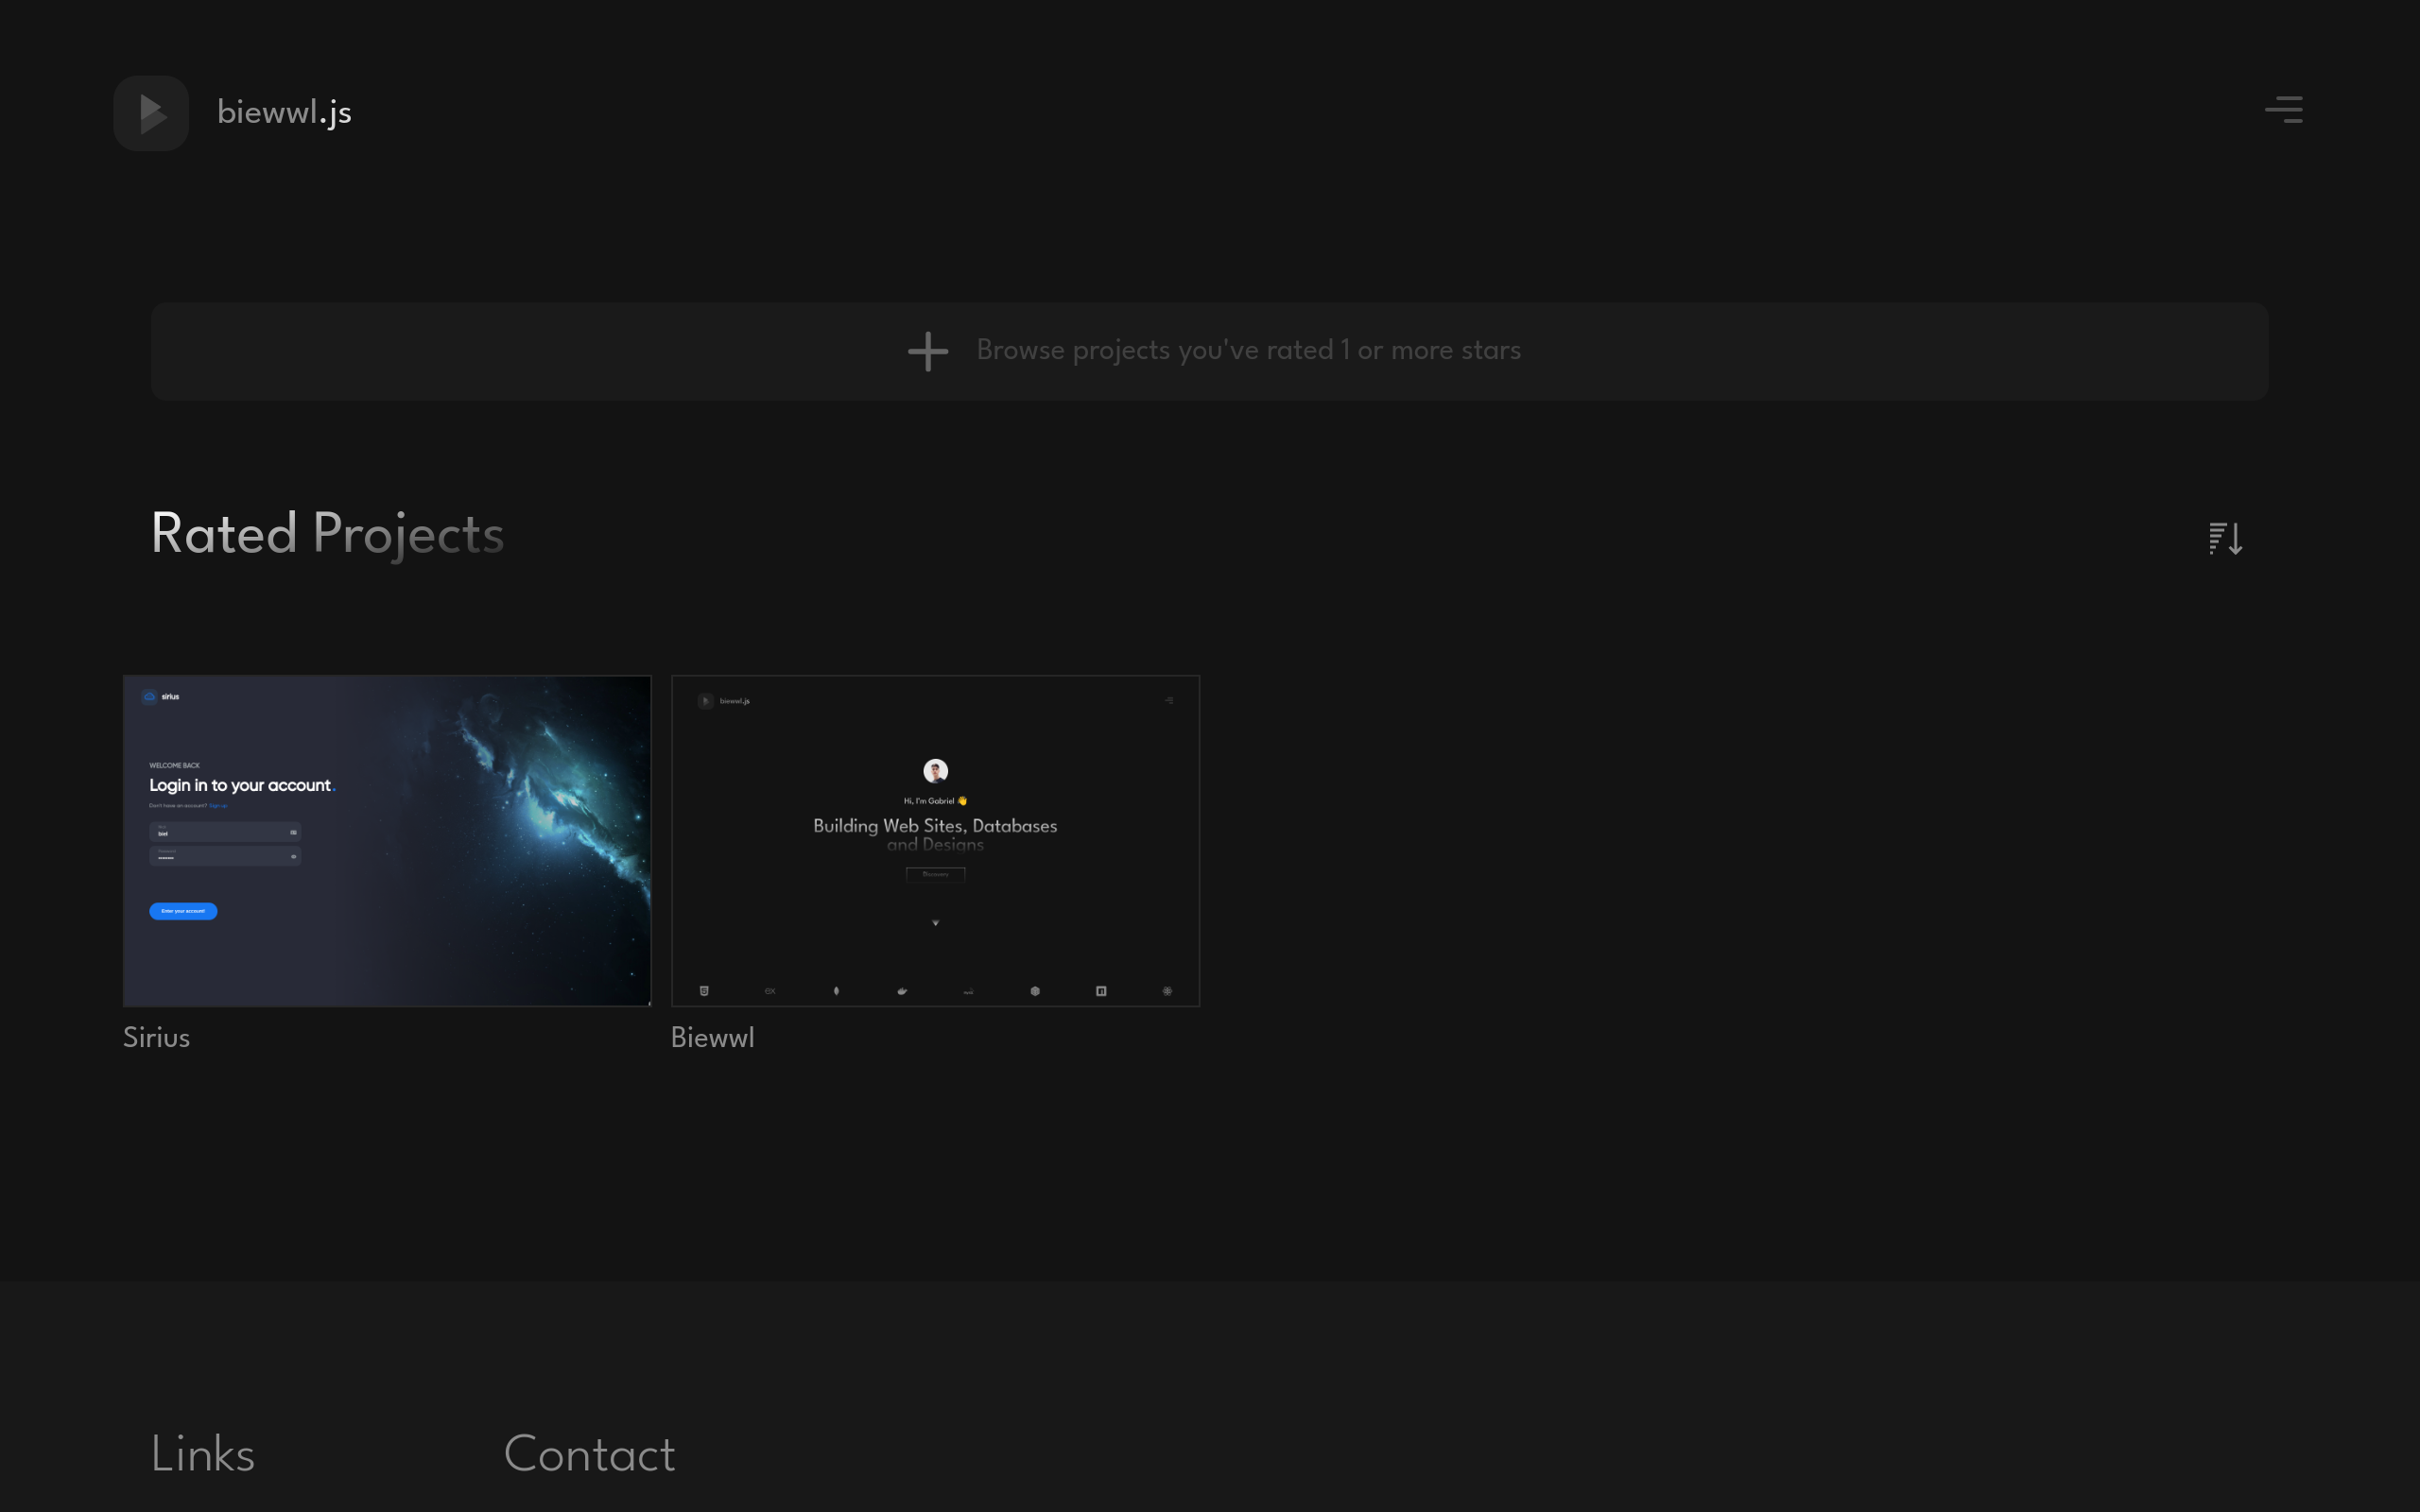 biewwl.js
Browse projects you've rated 1 or more stars
Rated Projects
sirius
WELCOME BACK
Login in to your account.
Don't have an account? Sign up
biel
Enter your account
Sirius
biewwl.js
Hi, I'm Gabriel 👋
Building Web Sites, Databases
and Designs
Discovery
ex
Biewwl
Links
Contact